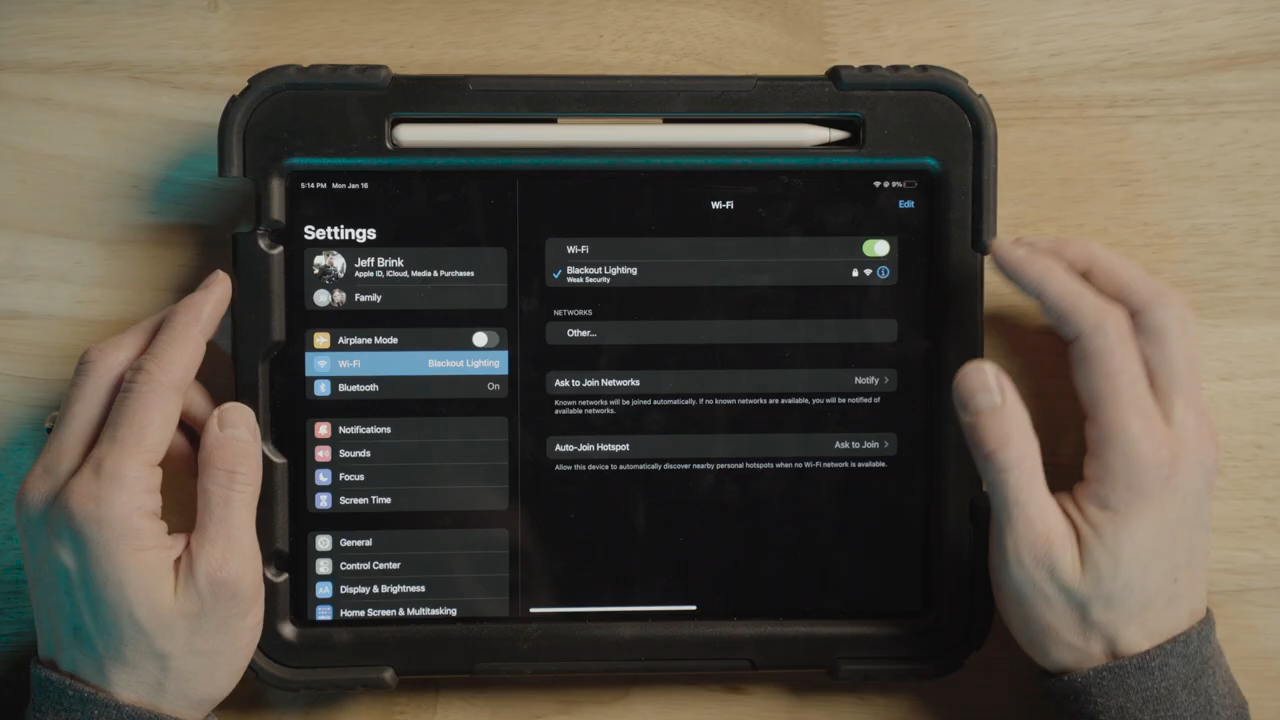 5:14 PM Mon Jan 16
9%
Settings
Jeff Brink
Apple ID, iCloud, Media & Purchases
Family
Airplane Mode
Wi-Fi Blackout Lighting
Bluetooth On
Notifications
Sounds
Focus
Screen Time
General
Control Center
AA Display & Brightness
Home Screen & Multitasking
Wi-Fi Edit
Wi-Fi
Blackout Lighting
Weak Security
NETWORKS
Other...
Ask to Join Networks Notify
Known networks will be joined automatically. If no known networks are available, you will be notified of
available networks.
Auto-Join Hotspot Ask to Join
Allow this device to automatically discover nearby personal hotspots when no Wi-Fi network is available.